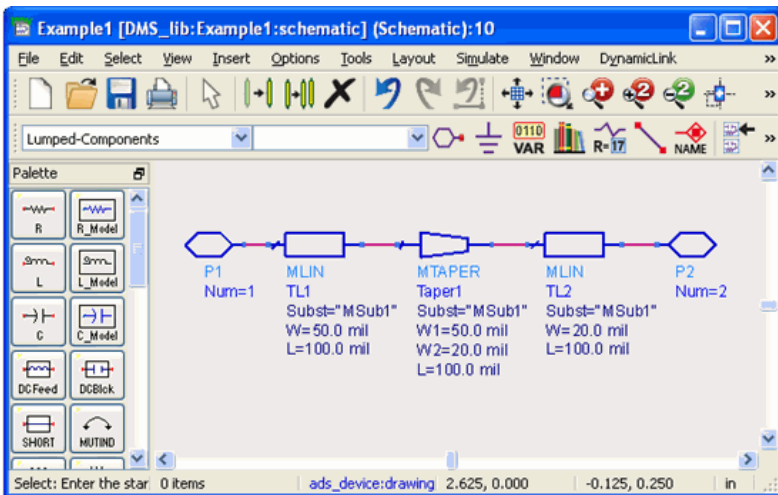 Example1 [DMS_lib:Example1:schematic] (Schematic):10
File Edit Select View Insert Options Tools Layout Simulate Window DynamicLink »
2 2 »
Lumped-Components 0110 VAR R=17 NAME »
Palette
R R_Model
L L_Model
C C_Model
DCFeed DCBlck
SHORT MUTIND
P1
Num=1
MLIN
TL1
Subst="MSub1"
W=50.0 mil
L=100.0 mil
MTAPER
Taper1
Subst="MSub1"
W1=50.0 mil
W2=20.0 mil
L=100.0 mil
MLIN
TL2
Subst="MSub1"
W=20.0 mil
L=100.0 mil
P2
Num=2
Select: Enter the star 0 items ads_device:drawing 2.625, 0.000 -0.125, 0.250 in